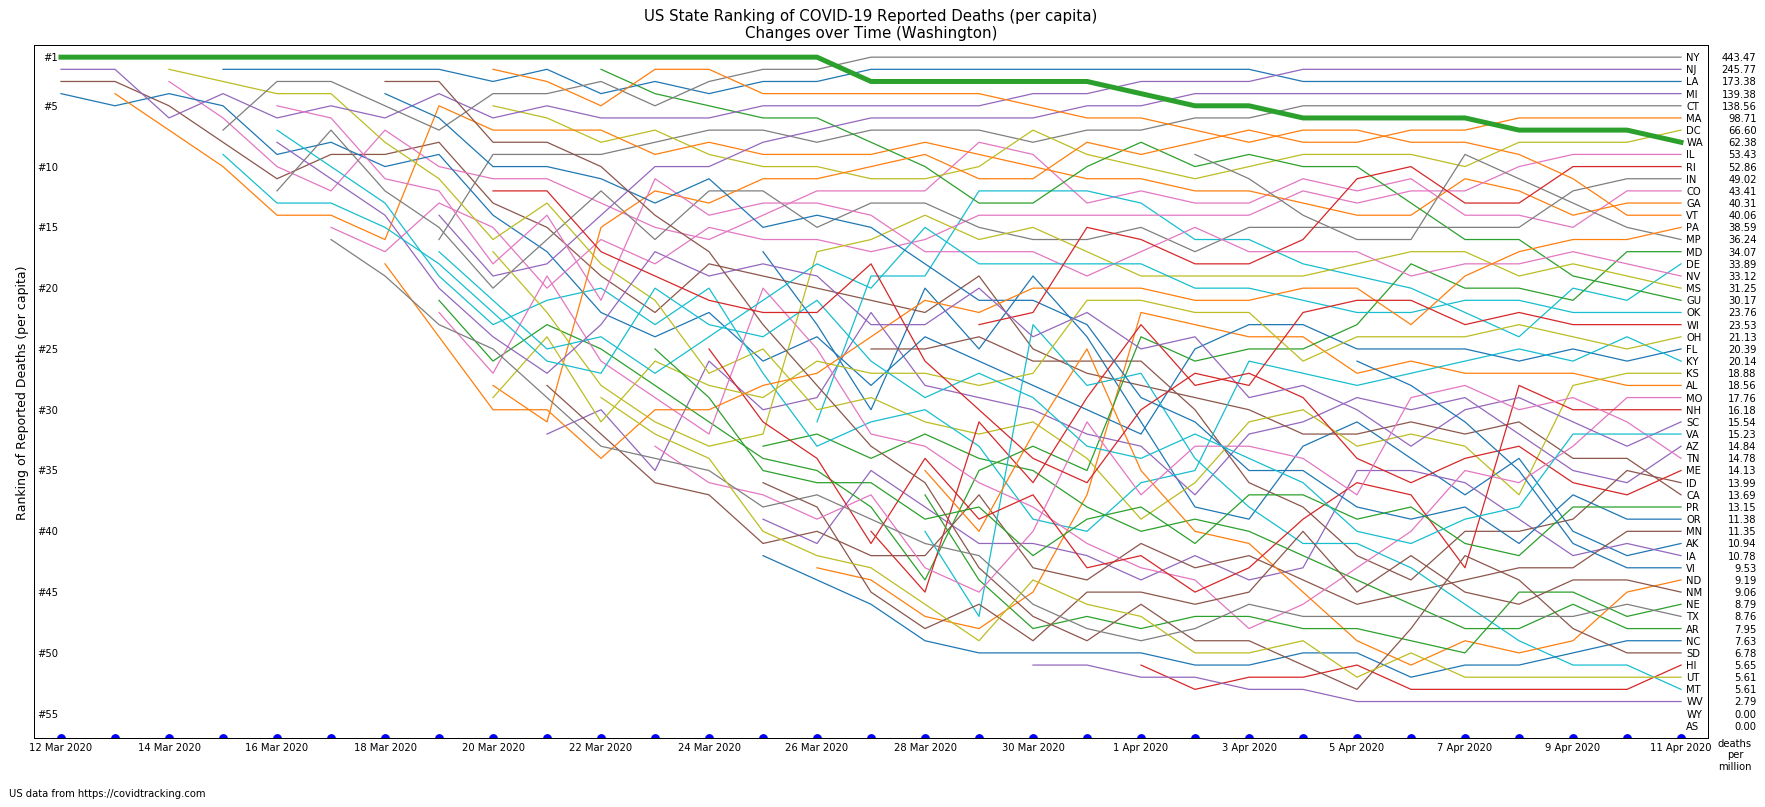 US State Ranking of COVID-19 Reported Deaths (per capita)
Changes over Time (Washington)
Ranking of Reported Deaths (per capita)
#1
#5
#10
#15
#20
#25
#30
#35
#40
#45
#50
#55
NY 443.47
NJ 245.77
LA 173.38
MI 139.38
CT 138.56
MA 98.71
DC 66.60
WA 62.38
IL 53.43
RI 52.86
IN 49.02
CO 43.41
GA 40.31
VT 40.06
PA 38.59
MP 36.24
MD 34.07
DE 33.89
NV 33.12
MS 31.25
GU 30.17
OK 23.76
WI 23.53
OH 21.13
FL 20.39
KY 20.14
KS 18.88
AL 18.56
MO 17.76
NH 16.18
SC 15.54
VA 15.23
AZ 14.84
TN 14.78
ME 14.13
ID 13.99
CA 13.69
PR 13.15
OR 11.38
MN 11.35
AK 10.94
IA 10.78
VI 9.53
ND 9.19
NM 9.06
NE 8.79
TX 8.76
AR 7.95
NC 7.63
SD 6.78
HI 5.65
UT 5.61
MT 5.61
WV 2.79
WY 0.00
AS 0.00
12 Mar 2020 14 Mar 2020 16 Mar 2020 18 Mar 2020 20 Mar 2020 22 Mar 2020 24 Mar 2020 26 Mar 2020 28 Mar 2020 30 Mar 2020 1 Apr 2020 3 Apr 2020 5 Apr 2020 7 Apr 2020 9 Apr 2020 11 Apr 2020
deaths
per
million
US data from https://covidtracking.com